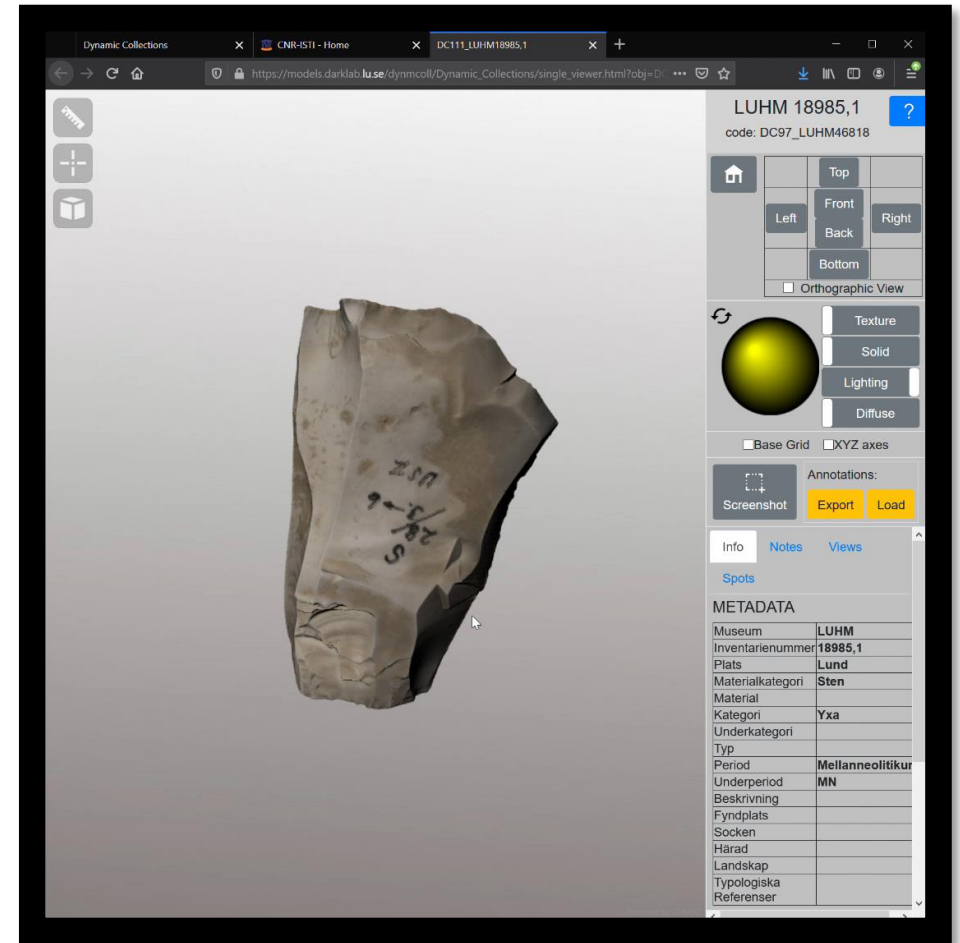 Dynamic Collections
CNR-ISTI - Home
DC111_LUHM18985,1
https://models.darklab.lu.se/dynmcoll/Dynamic_Collections/single_viewer.html?obj=DC
LUHM 18985,1
?
code: DC97_LUHM46818
Top
Front
Left
Right
Back
Bottom
Orthographic View
Texture
Solid
Lighting
Diffuse
Base Grid XYZ axes
Screenshot
Annotations:
Export Load
Info Notes Views
Spots
METADATA
Museum LUHM
Inventarienummer 18985,1
Plats Lund
Materialkategori Sten
Material
Kategori Yxa
Underkategori
Typ
Period Mellanneolitikum
Underperiod MN
Beskrivning
Fyndplats
Socken
Härad
Landskap
Typologiska
Referenser